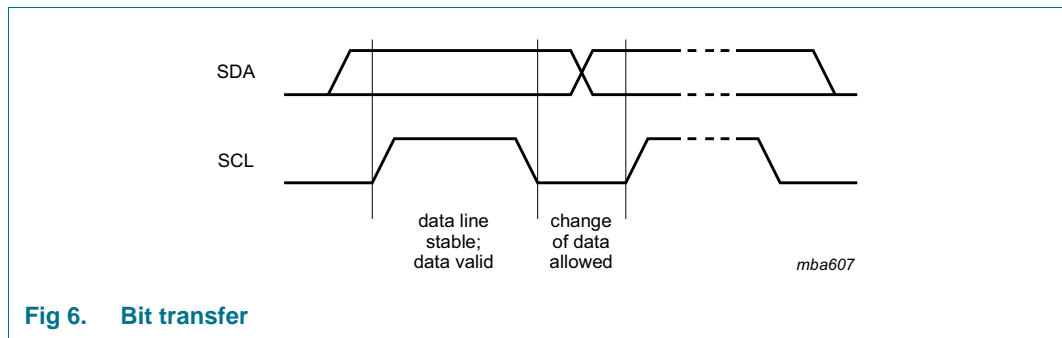 SDA
SCL
data line
stable;
data valid
change
of data
allowed
mba607
Fig 6. Bit transfer